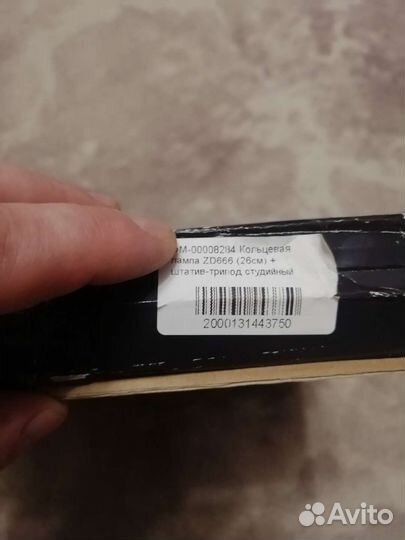 М-00008284 Кольцевая
лампа ZD666 (26см) +
штатив-трипод студийный
2000131443750
Avito